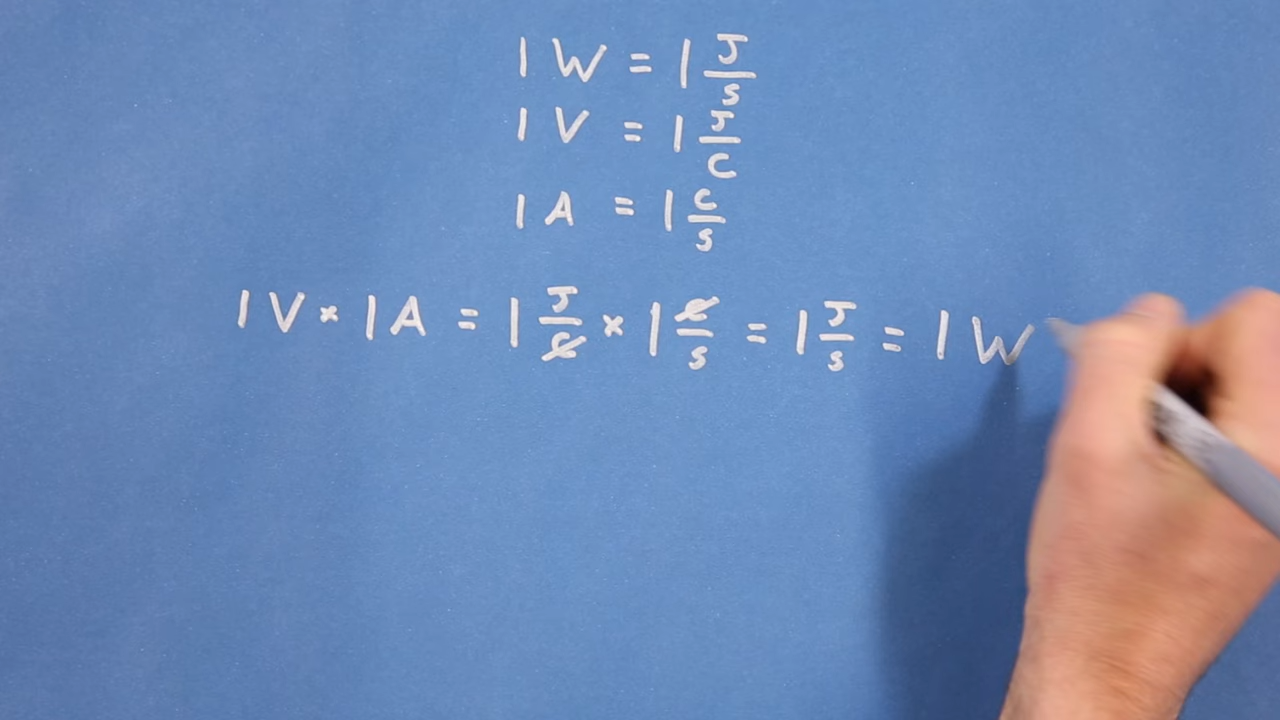 1 W = 1 J/s
1 V = 1 J/C
1 A = 1 C/s
1 V × 1 A = 1 J/C × 1 C/s = 1 J/s = 1 W